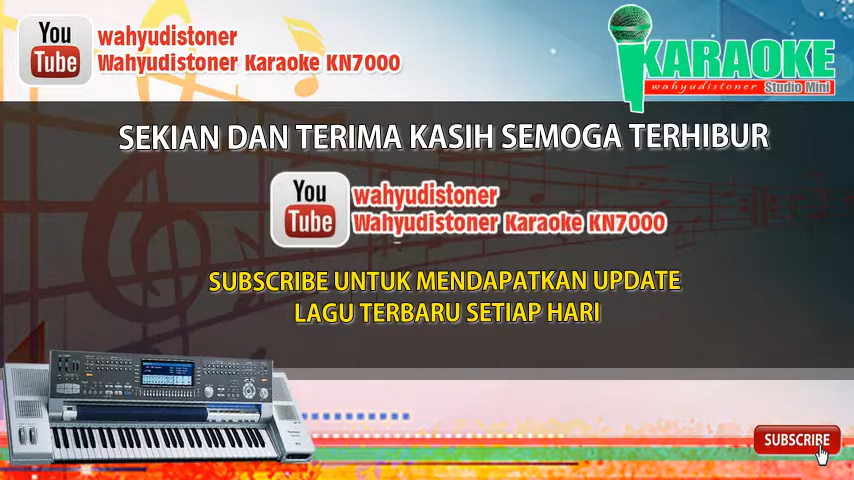 You
Tube
wahyudistoner
Wahyudistoner Karaoke KN7000
KARAOKE
wahyudistoner Studio Mini
SEKIAN DAN TERIMA KASIH SEMOGA TERHIBUR
You
Tube
wahyudistoner
Wahyudistoner Karaoke KN7000
SUBSCRIBE UNTUK MENDAPATKAN UPDATE
LAGU TERBARU SETIAP HARI
SUBSCRIBE